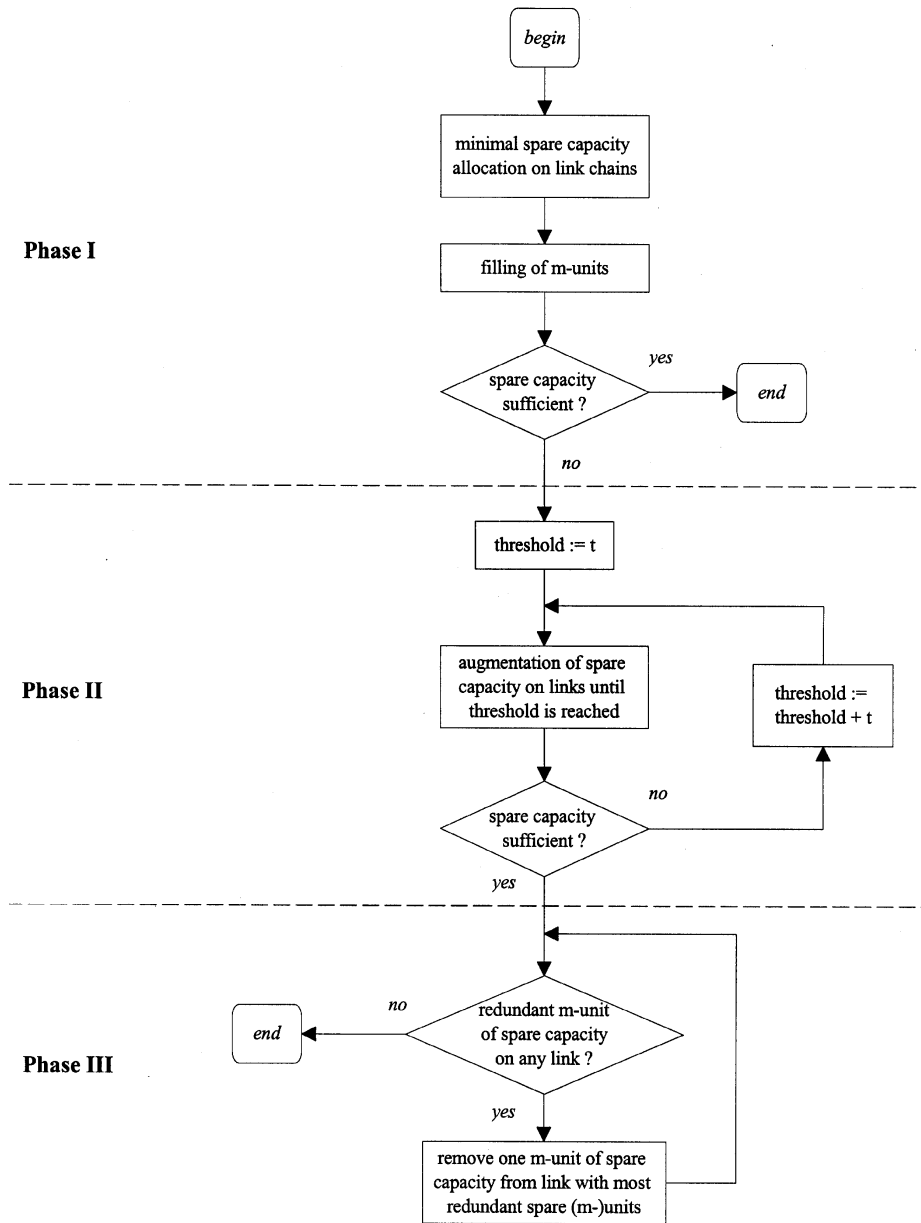 begin
minimal spare capacity
allocation on link chains
Phase I
filling of m-units
yes
spare capacity
sufficient ?
end
no
threshold := t
augmentation of spare
capacity on links until
threshold is reached
Phase II
threshold :=
threshold + t
no
spare capacity
sufficient ?
yes
no
redundant m-unit
of spare capacity
on any link ?
end
Phase III
yes
remove one m-unit of spare
capacity from link with most
redundant spare (m-)units